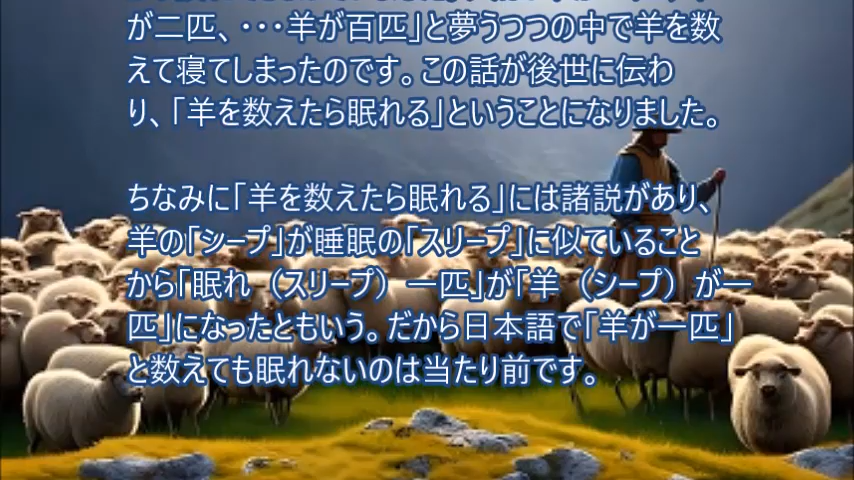 が二匹、・・・羊が百匹」と夢うつつの中で羊を数
えて寝てしまったのです。この話が後世に伝わ
り、「羊を数えたら眠れる」ということになりました。
ちなみに「羊を数えたら眠れる」には諸説があり、
羊の「シープ」が睡眠の「スリープ」に似ていること
から「眠れ（スリープ）一匹」が「羊（シープ）が一
匹」になったともいう。だから日本語で「羊が一匹」
と数えても眠れないのは当たり前です。